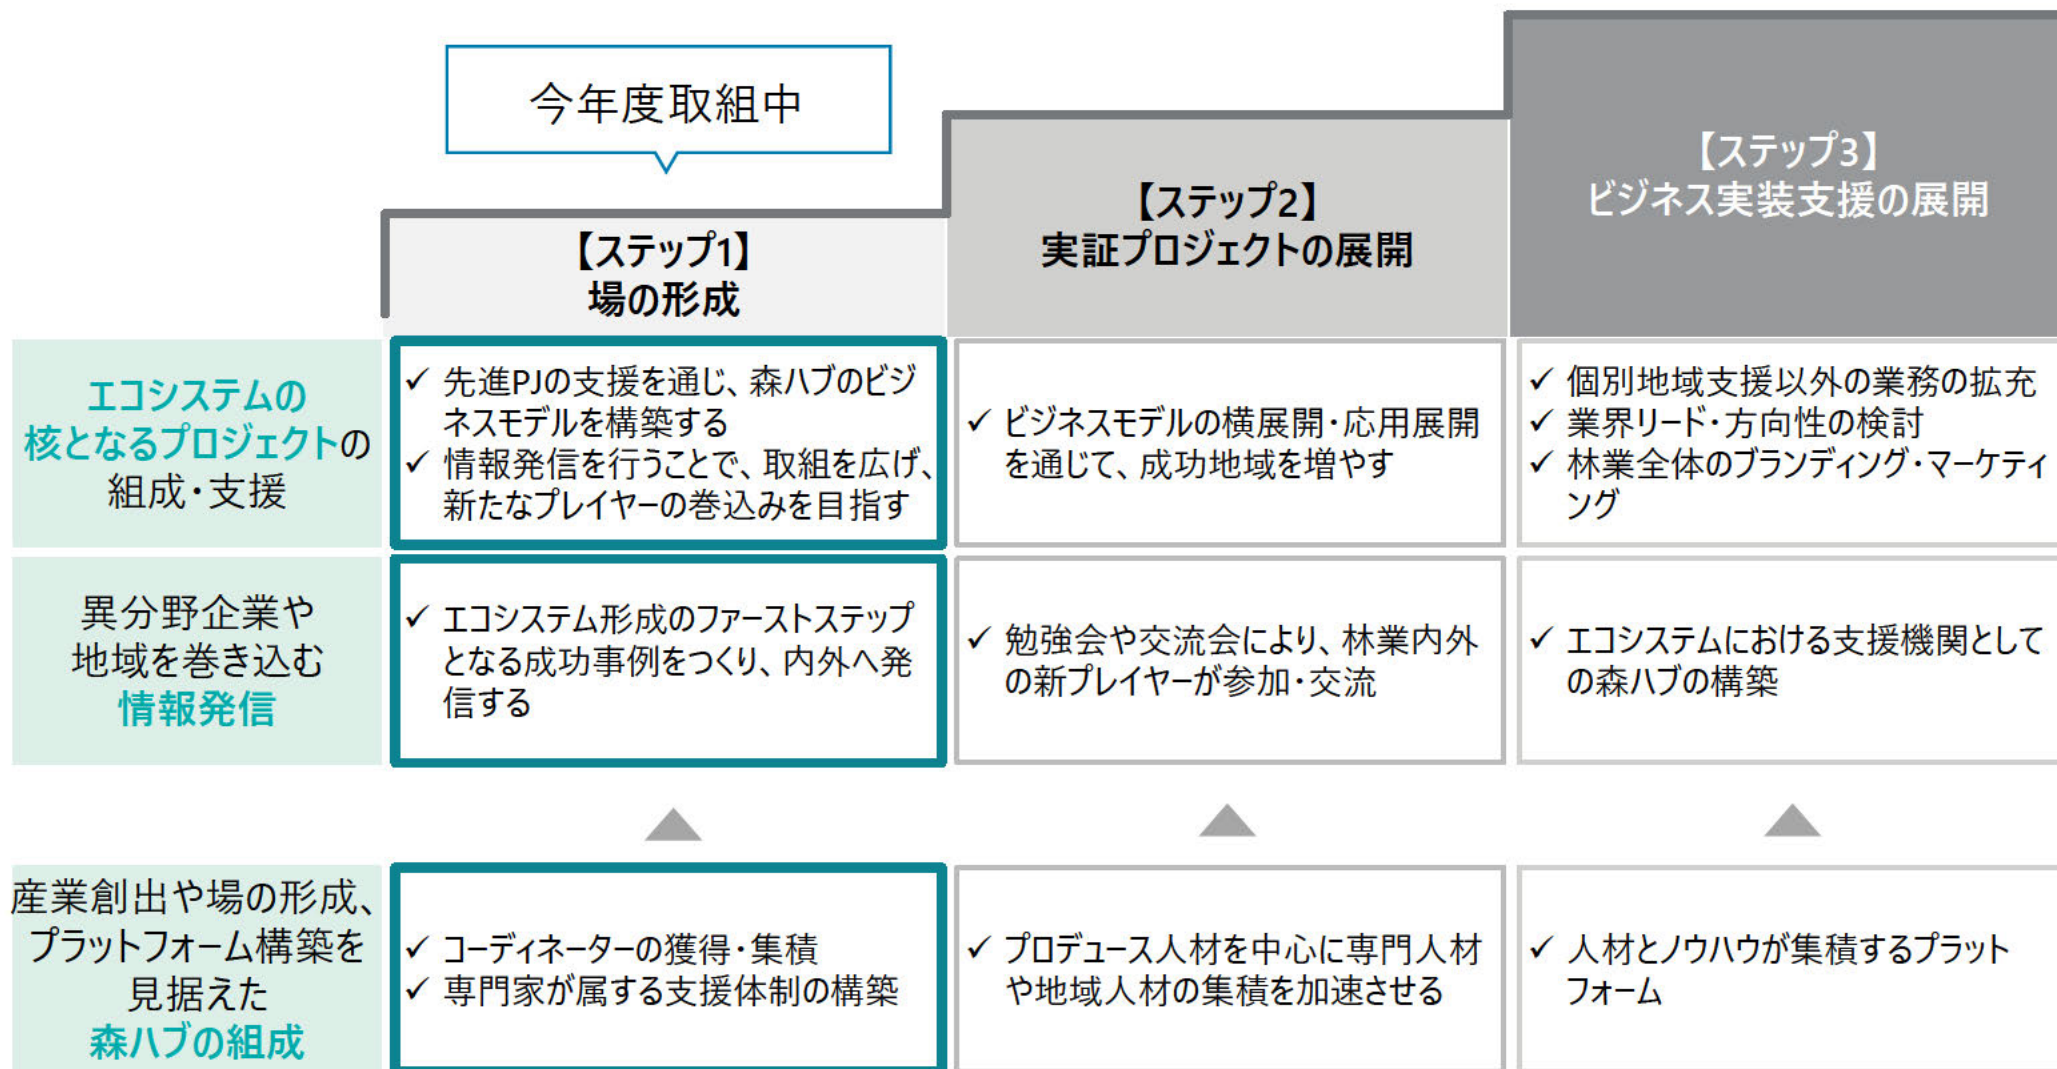 今年度取組中
【ステップ1】
場の形成
【ステップ2】
実証プロジェクトの展開
【ステップ3】
ビジネス実装支援の展開
エコシステムの
核となるプロジェクトの
組成・支援
✓ 先進PJの支援を通じ、森ハブのビジ
ネスモデルを構築する
✓ 情報発信を行うことで、取組を広げ、
新たなプレイヤーの巻込みを目指す
✓ ビジネスモデルの横展開・応用展開
を通じて、成功地域を増やす
✓ 個別地域支援以外の業務の拡充
✓ 業界リード・方向性の検討
✓ 林業全体のブランディング・マーケティ
ング
異分野企業や
地域を巻き込む
情報発信
✓ エコシステム形成のファーストステップ
となる成功事例をつくり、内外へ発
信する
✓ 勉強会や交流会により、林業内外
の新プレイヤーが参加・交流
✓ エコシステムにおける支援機関として
の森ハブの構築
産業創出や場の形成、
プラットフォーム構築を
見据えた
森ハブの組成
✓ コーディネーターの獲得・集積
✓ 専門家が属する支援体制の構築
✓ プロデュース人材を中心に専門人材
や地域人材の集積を加速させる
✓ 人材とノウハウが集積するプラット
フォーム